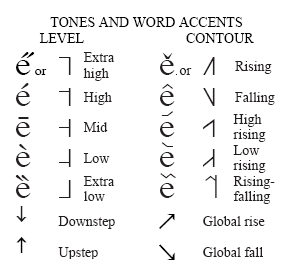 TONES AND WORD ACCENTS
LEVEL CONTOUR
e̋ or ˥ Extra high ě. or ˩˥ Rising
é ˦ High ê ˥˩ Falling
ē ˧ Mid e᷄ ˧˥ High rising
è ˨ Low e᷅ ˩˧ Low rising
ȅ ˩ Extra low e᷈ ˧˥˧ Rising-falling
↓ Downstep ↗ Global rise
↑ Upstep ↘ Global fall